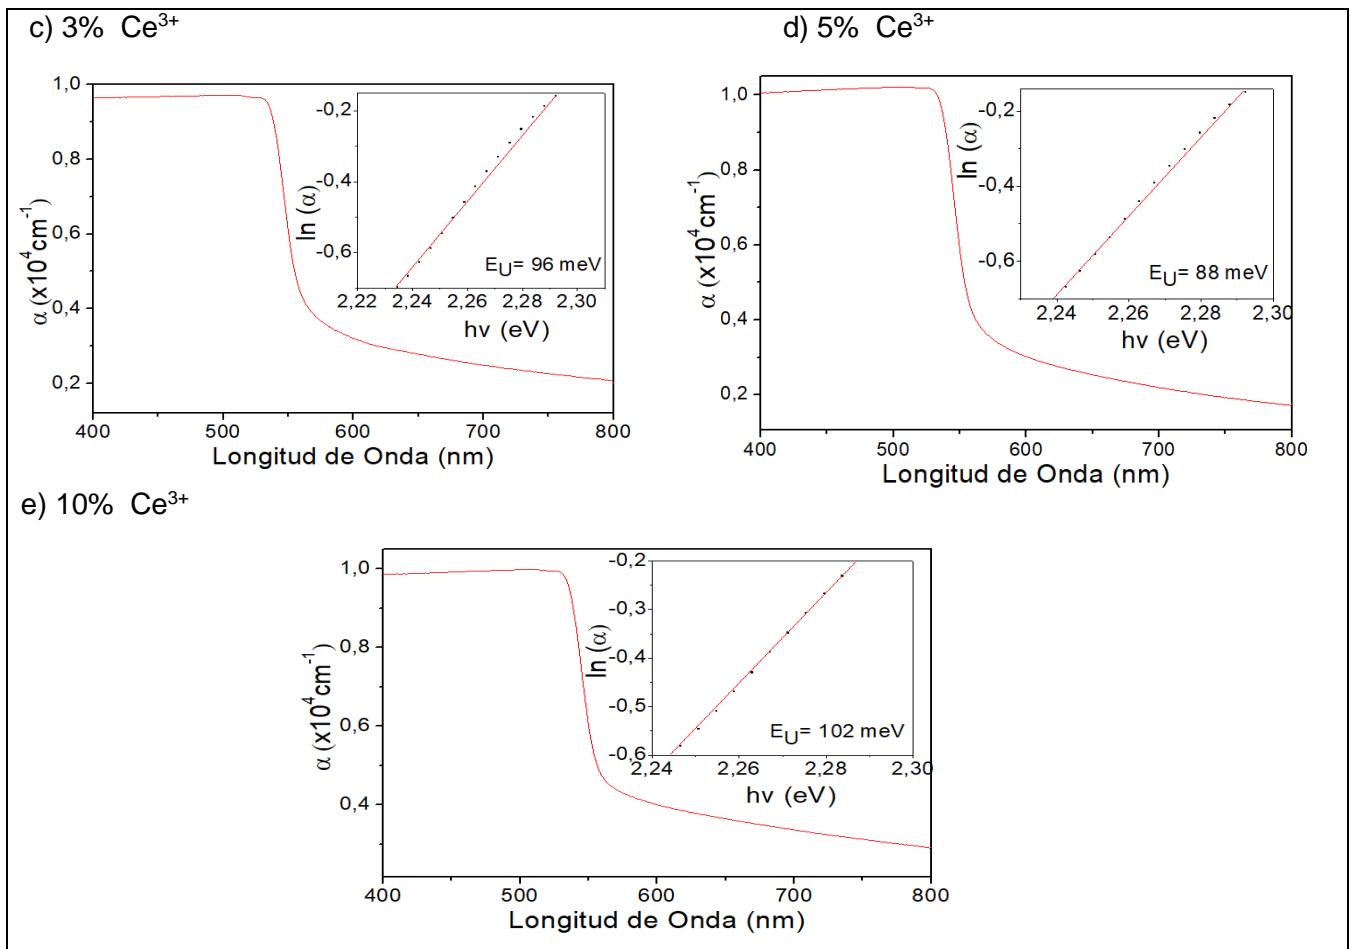 c) 3% Ce³⁺
d) 5% Ce³⁺
1,0
0,8
0,6
0,4
0,2
α (x10⁴cm⁻¹)
400 500 600 700 800
Longitud de Onda (nm)
-0,2
-0,4
-0,6
ln (α)
E_U= 96 meV
2,22 2,24 2,26 2,28 2,30
hν (eV)
1,0
0,8
0,6
0,4
0,2
α (x10⁴cm⁻¹)
400 500 600 700 800
Longitud de Onda (nm)
-0,2
-0,4
-0,6
ln (α)
E_U= 88 meV
2,24 2,26 2,28 2,30
hν (eV)
e) 10% Ce³⁺
1,0
0,8
0,6
0,4
α (x10⁴cm⁻¹)
400 500 600 700 800
Longitud de Onda (nm)
-0,2
-0,3
-0,4
-0,5
-0,6
ln (α)
E_U= 102 meV
2,24 2,26 2,28 2,30
hν (eV)